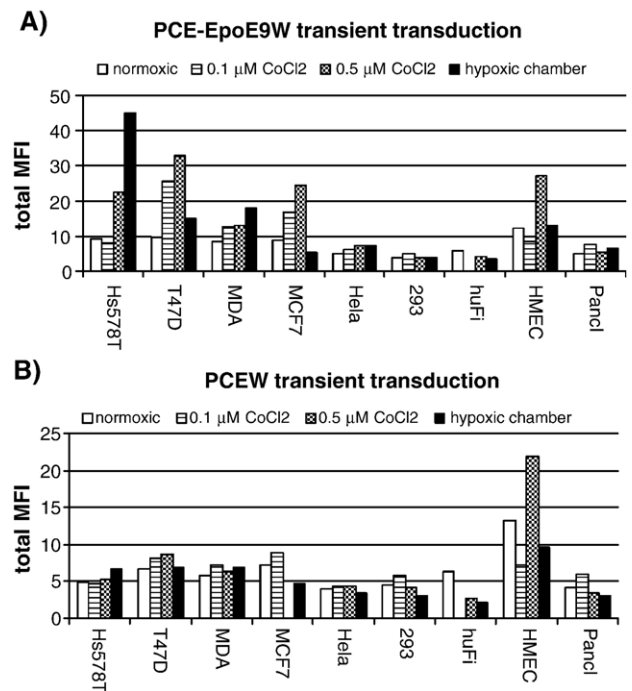 A)
PCE-EpoE9W transient transduction
normoxic 0.1 µM CoCl2 0.5 µM CoCl2 hypoxic chamber
total MFI
50
40
30
20
10
0
Hs578T T47D MDA MCF7 Hela 293 huFi HMEC PancI
B)
PCEW transient transduction
normoxic 0.1 µM CoCl2 0.5 µM CoCl2 hypoxic chamber
total MFI
25
20
15
10
5
0
Hs578T T47D MDA MCF7 Hela 293 huFi HMEC PancI